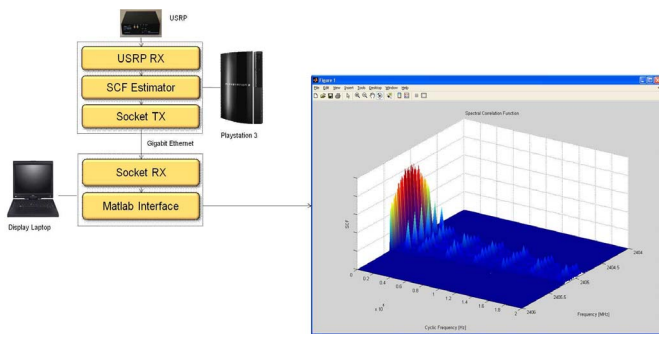 USRP
USRP RX
SCF Estimator
Socket TX
Playstation 3
Gigabit Ethernet
Socket RX
Matlab Interface
Display Laptop
Figure 1
File Edit View Insert Tools Desktop Window Help
Spectral Correlation Function
SCF
0
0.2
0.4
0.6
0.8
1
1.2
1.4
1.6
1.8
2
x 10
Cyclic Frequency [Hz]
2404
2404.5
2405
2405.5
2406
Frequency [MHz]